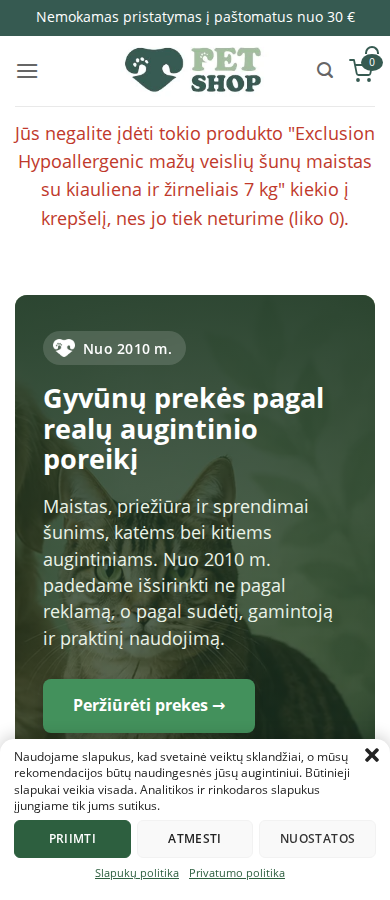 Nemokamas pristatymas į paštomatus nuo 30 €
PET
SHOP
0
Jūs negalite įdėti tokio produkto "Exclusion
Hypoallergenic mažų veislių šunų maistas
su kiauliena ir žirneliais 7 kg" kiekio į
krepšelį, nes jo tiek neturime (liko 0).
Nuo 2010 m.
Gyvūnų prekės pagal
realų augintinio
poreikį
Maistas, priežiūra ir sprendimai
šunims, katėms bei kitiems
augintiniams. Nuo 2010 m.
padedame išsirinkti ne pagal
reklamą, o pagal sudėtį, gamintoją
ir praktinį naudojimą.
Peržiūrėti prekes →
Naudojame slapukus, kad svetainė veiktų sklandžiai, o mūsų
rekomendacijos būtų naudingesnės jūsų augintiniui. Būtinieji
slapukai veikia visada. Analitikos ir rinkodaros slapukus
įjungiame tik jums sutikus.
PRIIMTI
ATMESTI
NUOSTATOS
Slapukų politika Privatumo politika